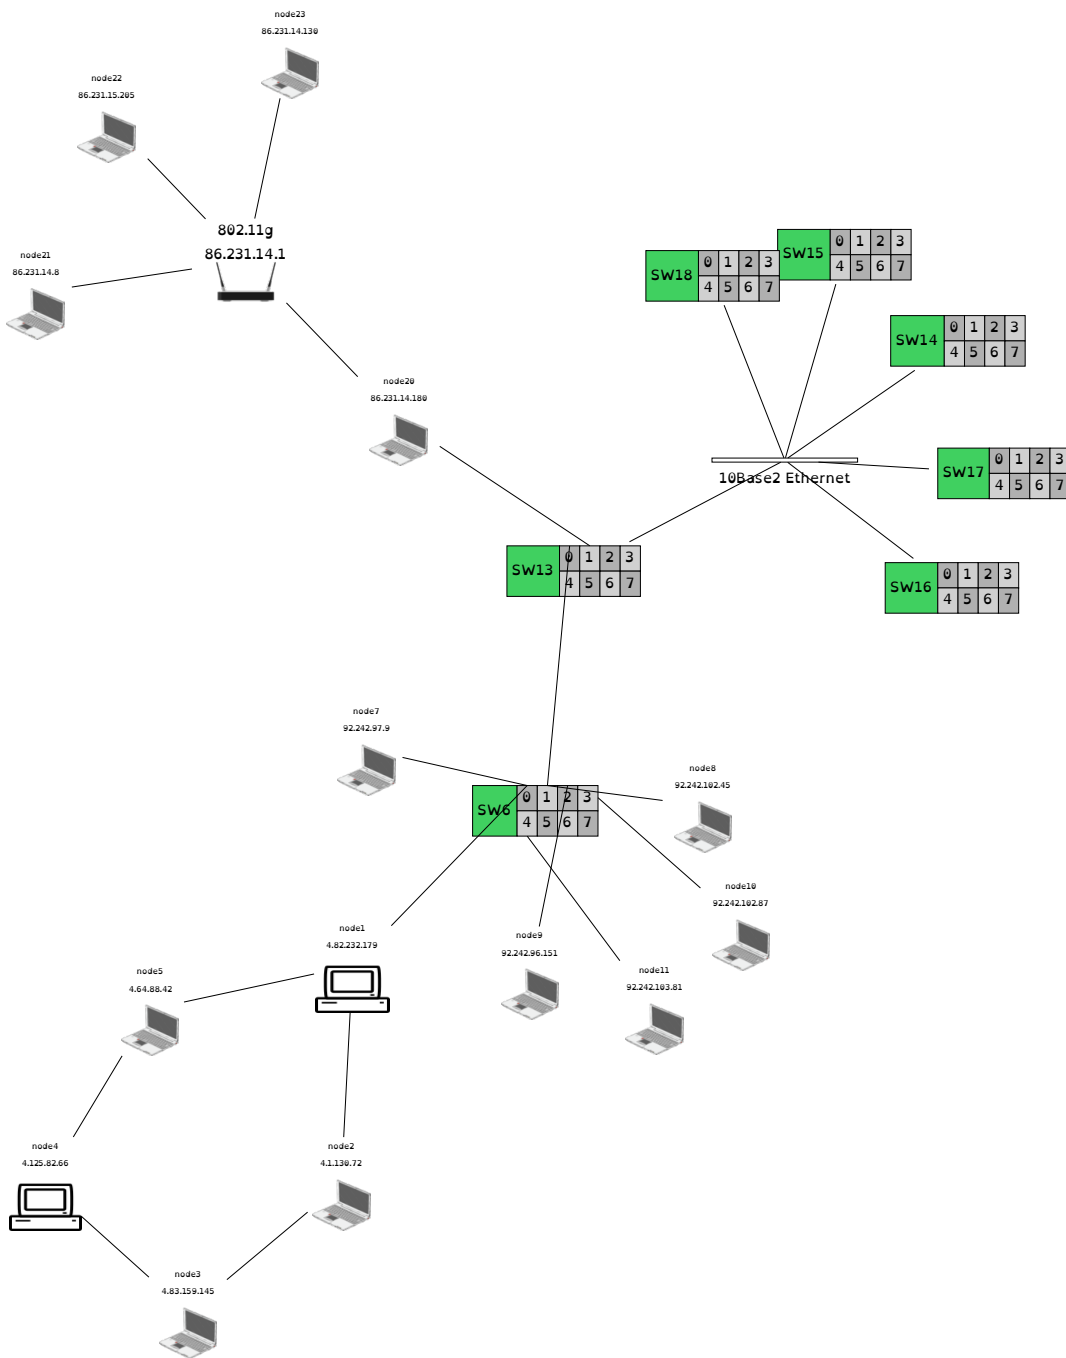 node23
86.231.14.130
node22
86.231.15.205
802.11g
86.231.14.1
node21
86.231.14.8
SW15
0 1 2 3
4 5 6 7
SW18
0 1 2 3
4 5 6 7
SW14
0 1 2 3
4 5 6 7
node20
86.231.14.180
SW17
0 1 2 3
4 5 6 7
10Base2 Ethernet
SW13
0 1 2 3
4 5 6 7
SW16
0 1 2 3
4 5 6 7
node7
92.242.97.9
node8
92.242.102.45
SW6
0 1 2 3
4 5 6 7
node10
92.242.102.87
node1
4.82.232.179
node9
92.242.96.151
node11
92.242.103.81
node5
4.64.88.42
node4
4.125.82.66
node2
4.1.130.72
node3
4.83.159.145